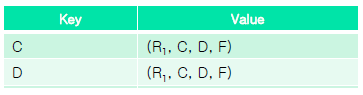 Key Value
C (R₁, C, D, F)
D (R₁, C, D, F)